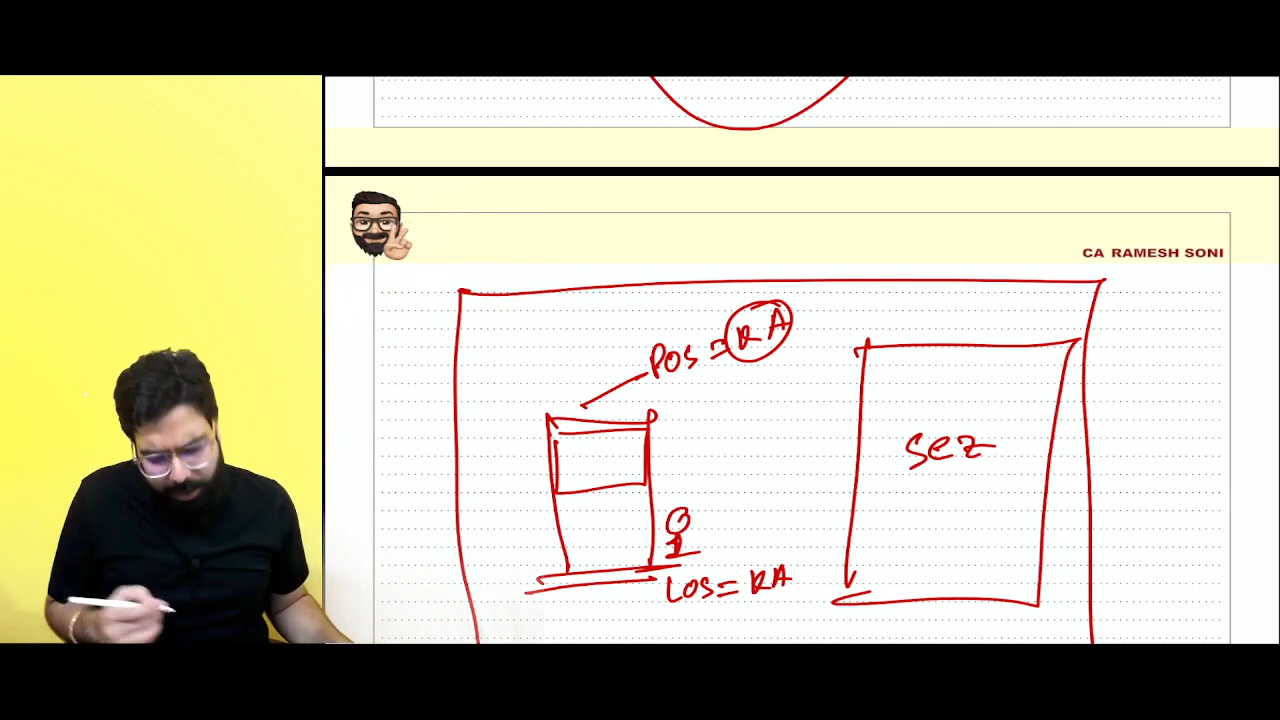 CA RAMESH SONI
POS = RA
SEZ
LOS = RA